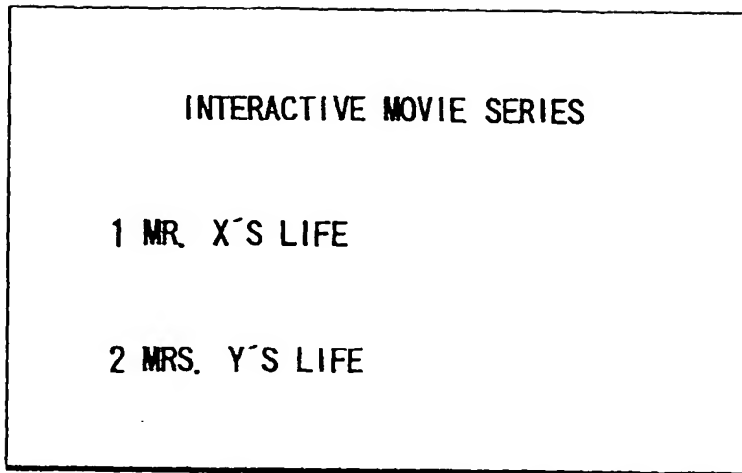 INTERACTIVE MOVIE SERIES
1 MR. X´S LIFE
2 MRS. Y´S LIFE